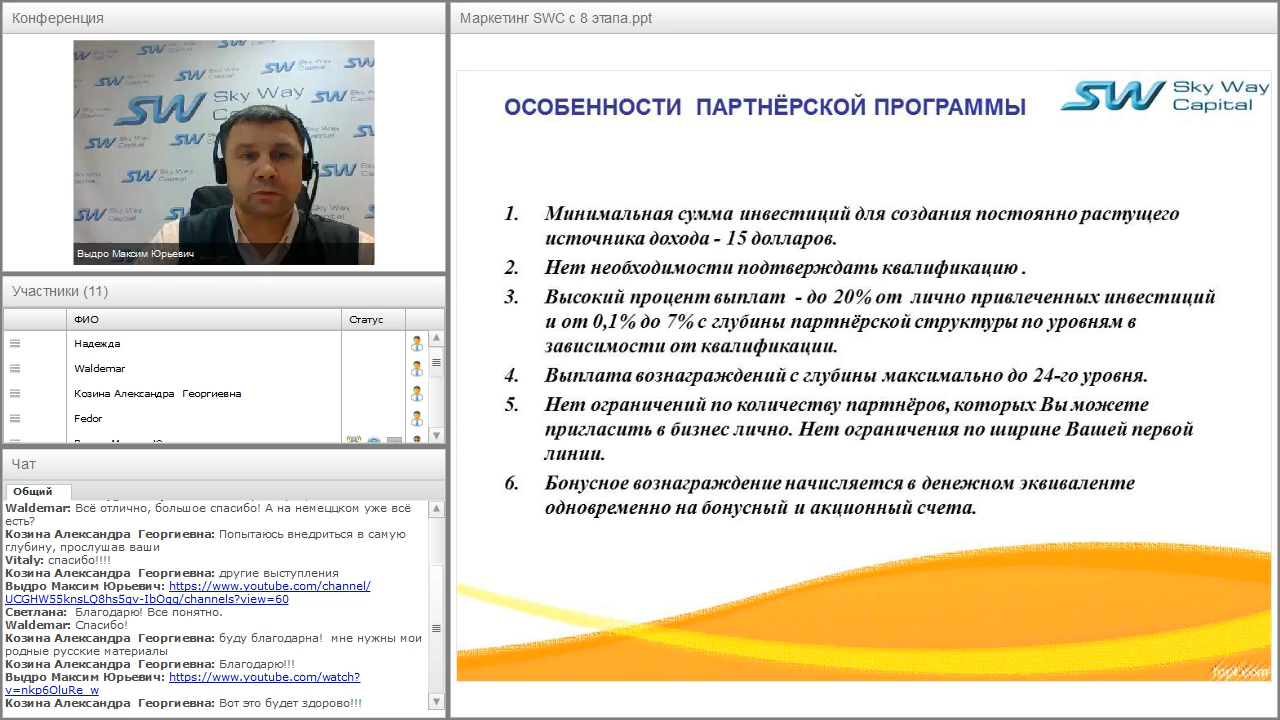 Конференция
SW Sky Way Capital
Выдро Максим Юрьевич
Участники (11)
ФИО Статус
Надежда
Waldemar
Козина Александра Георгиевна
Fedor
Чат
Общий
Waldemar: Всё отлично, большое спасибо! А на немеццком уже всё
есть?
Козина Александра Георгиевна: Попытаюсь внедриться в самую
глубину, прослушав ваши
Vitaly: спасибо!!!!
Козина Александра Георгиевна: другие выступления
Выдро Максим Юрьевич: https://www.youtube.com/channel/
UCGHW55knsLQ8hs5qv-IbOqg/channels?view=60
Светлана: Благодарю! Все понятно.
Waldemar: Спасибо!
Козина Александра Георгиевна: буду благодарна! мне нужны мои
родные русские материалы
Козина Александра Георгиевна: Благодарю!!!
Выдро Максим Юрьевич: https://www.youtube.com/watch?
v=nkp6OluRe_w
Козина Александра Георгиевна: Вот это будет здорово!!!
Маркетинг SWC с 8 этапа.ppt
ОСОБЕННОСТИ ПАРТНЁРСКОЙ ПРОГРАММЫ
SW Sky Way
Capital
1. Минимальная сумма инвестиций для создания постоянно растущего
источника дохода - 15 долларов.
2. Нет необходимости подтверждать квалификацию .
3. Высокий процент выплат - до 20% от лично привлеченных инвестиций
и от 0,1% до 7% с глубины партнёрской структуры по уровням в
зависимости от квалификации.
4. Выплата вознаграждений с глубины максимально до 24-го уровня.
5. Нет ограничений по количеству партнёров, которых Вы можете
пригласить в бизнес лично. Нет ограничения по ширине Вашей первой
линии.
6. Бонусное вознаграждение начисляется в денежном эквиваленте
одновременно на бонусный и акционный счета.
fppt.com